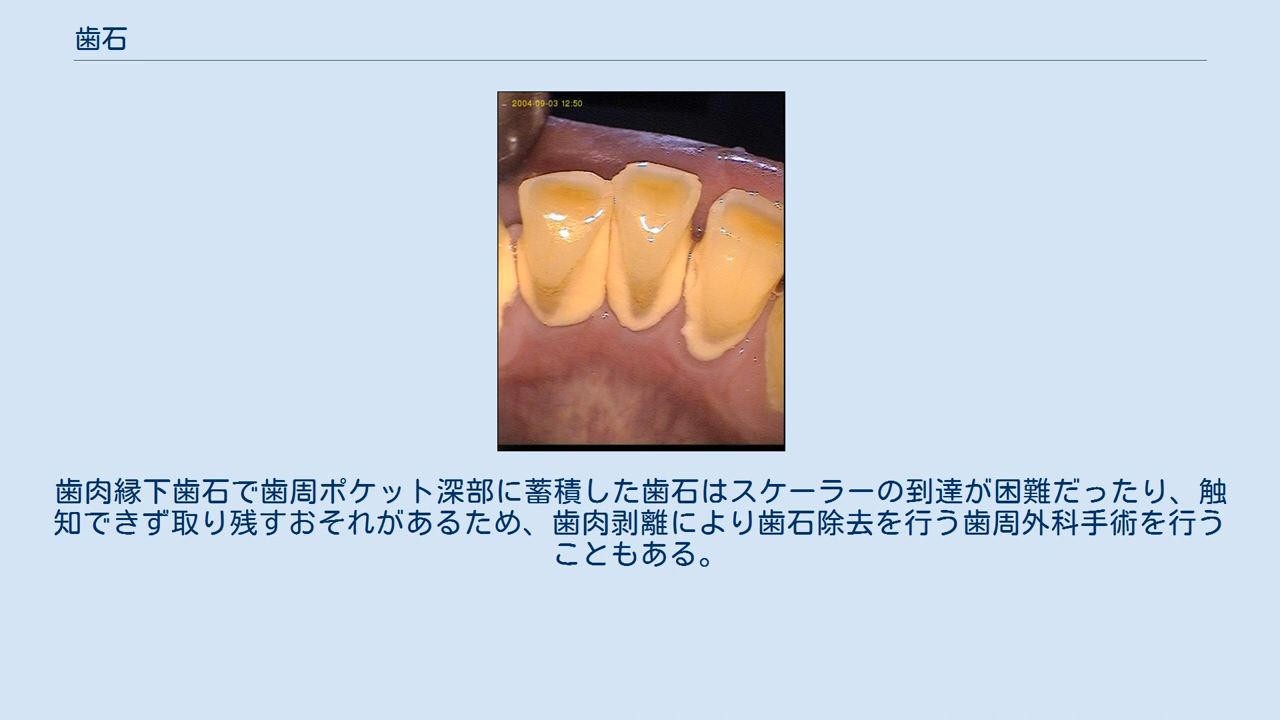 歯石
2004-09-03 12:50
歯肉縁下歯石で歯周ポケット深部に蓄積した歯石はスケーラーの到達が困難だったり、触
知できず取り残すおそれがあるため、歯肉剥離により歯石除去を行う歯周外科手術を行う
こともある。